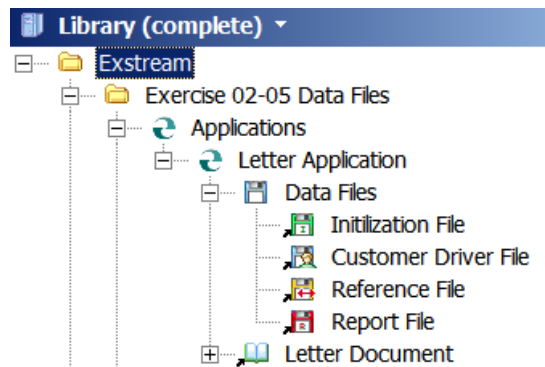 Library (complete)
Exstream
Exercise 02-05 Data Files
Applications
Letter Application
Data Files
Initilization File
Customer Driver File
Reference File
Report File
Letter Document